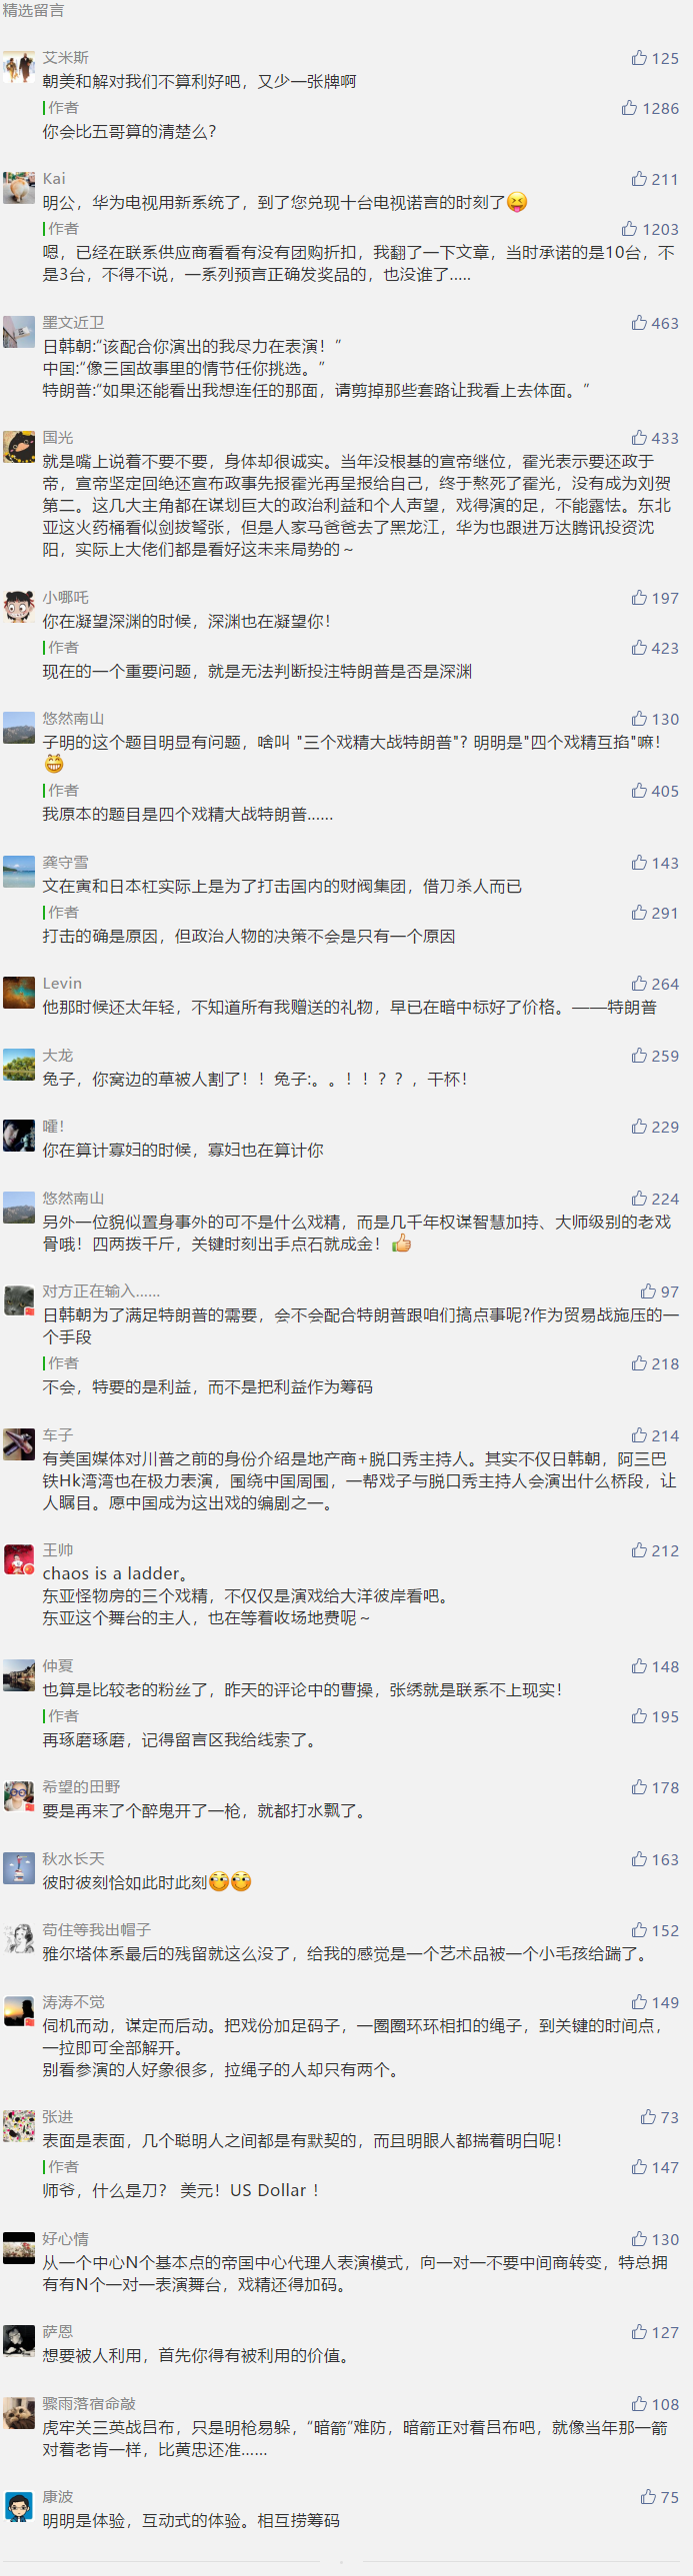 精选留言
艾米斯
125
朝美和解对我们不算利好吧，又少一张牌啊
作者
1286
你会比五哥算的清楚么?
Kai
211
明公，华为电视用新系统了，到了您兑现十台电视诺言的时刻了😝
作者
1203
嗯，已经在联系供应商看看有没有团购折扣，我翻了一下文章，当时承诺的是10台，不
是3台，不得不说，一系列预言正确发奖品的，也没谁了.....
墨文近卫
463
日韩朝:“该配合你演出的我尽力在表演！”
中国:“像三国故事里的情节任你挑选。”
特朗普:“如果还能看出我想连任的那面，请剪掉那些套路让我看上去体面。”
国光
433
就是嘴上说着不要不要，身体却很诚实。当年没根基的宣帝继位，霍光表示要还政于
帝，宣帝坚定回绝还宣布政事先报霍光再呈报给自己，终于熬死了霍光，没有成为刘贺
第二。这几大主角都在谋划巨大的政治利益和个人声望，戏得演的足，不能露怯。东北
亚这火药桶看似剑拔弩张，但是人家马爸爸去了黑龙江，华为也跟进万达腾讯投资沈
阳，实际上大佬们都是看好这未来局势的～
小哪吒
197
你在凝望深渊的时候，深渊也在凝望你！
作者
423
现在的一个重要问题，就是无法判断投注特朗普是否是深渊
悠然南山
130
子明的这个题目明显有问题，啥叫 "三个戏精大战特朗普"? 明明是"四个戏精互掐"嘛！
😁
作者
405
我原本的题目是四个戏精大战特朗普......
龚守雪
143
文在寅和日本杠实际上是为了打击国内的财阀集团，借刀杀人而已
作者
291
打击的确是原因，但政治人物的决策不会是只有一个原因
Levin
264
他那时候还太年轻，不知道所有我赠送的礼物，早已在暗中标好了价格。——特朗普
大龙
259
兔子，你窝边的草被人割了！！兔子:。。！！？？，干杯！
嚯！
229
你在算计寡妇的时候，寡妇也在算计你
悠然南山
224
另外一位貌似置身事外的可不是什么戏精，而是几千年权谋智慧加持、大师级别的老戏
骨哦！四两拨千斤，关键时刻出手点石就成金！👍
对方正在输入......
97
日韩朝为了满足特朗普的需要，会不会配合特朗普跟咱们搞点事呢?作为贸易战施压的一
个手段
作者
218
不会，特要的是利益，而不是把利益作为筹码
车子
214
有美国媒体对川普之前的身份介绍是地产商+脱口秀主持人。其实不仅日韩朝，阿三巴
铁Hk湾湾也在极力表演，围绕中国周围，一帮戏子与脱口秀主持人会演出什么桥段，让
人瞩目。愿中国成为这出戏的编剧之一。
王帅
212
chaos is a ladder。
东亚怪物房的三个戏精，不仅仅是演戏给大洋彼岸看吧。
东亚这个舞台的主人，也在等着收场地费呢～
仲夏
148
也算是比较老的粉丝了，昨天的评论中的曹操，张绣就是联系不上现实！
作者
195
再琢磨琢磨，记得留言区我给线索了。
希望的田野
178
要是再来了个醉鬼开了一枪，就都打水飘了。
秋水长天
163
彼时彼刻恰如此时此刻
苟住等我出帽子
152
雅尔塔体系最后的残留就这么没了，给我的感觉是一个艺术品被一个小毛孩给踹了。
涛涛不觉
149
伺机而动，谋定而后动。把戏份加足码子，一圈圈环环相扣的绳子，到关键的时间点，
一拉即可全部解开。
别看参演的人好象很多，拉绳子的人却只有两个。
张进
73
表面是表面，几个聪明人之间都是有默契的，而且明眼人都揣着明白呢！
作者
147
师爷，什么是刀？ 美元！US Dollar ！
好心情
130
从一个中心N个基本点的帝国中心代理人表演模式，向一对一不要中间商转变，特总拥
有有N个一对一表演舞台，戏精还得加码。
萨恩
127
想要被人利用，首先你得有被利用的价值。
骤雨落宿命敲
108
虎牢关三英战吕布，只是明枪易躲，“暗箭”难防，暗箭正对着吕布吧，就像当年那一箭
对着老肯一样，比黄忠还准......
康波
75
明明是体验，互动式的体验。相互捞筹码